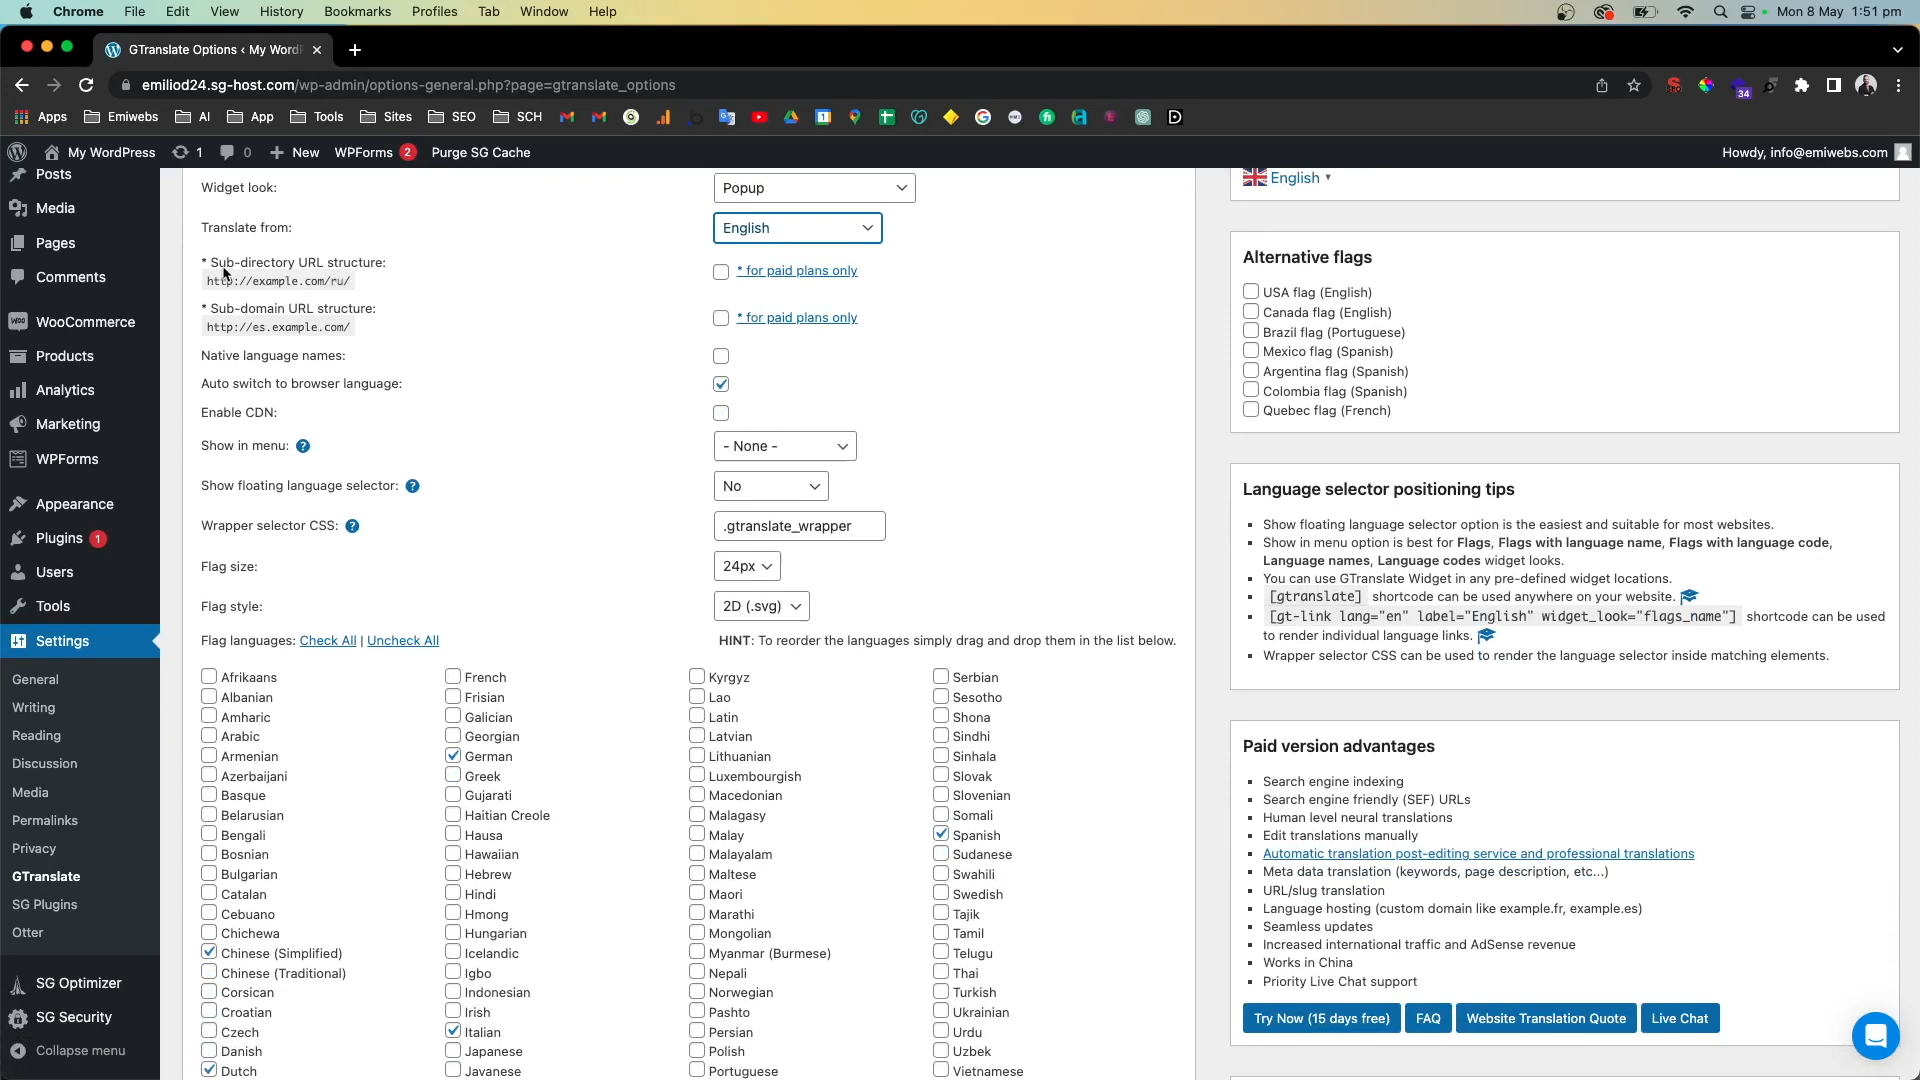 Chrome File Edit View History Bookmarks Profiles Tab Window Help Mon 8 May 1:51 pm
GTranslate Options ‹ My Word
emiliod24.sg-host.com/wp-admin/options-general.php?page=gtranslate_options
34
Apps Emiwebs AI App Tools Sites SEO SCH
My WordPress 1 0 New WPForms 2 Purge SG Cache Howdy, info@emiwebs.com
Posts
Media
Pages
Comments
WooCommerce
Products
Analytics
Marketing
WPForms
Appearance
Plugins 1
Users
Tools
Settings
General
Writing
Reading
Discussion
Media
Permalinks
Privacy
GTranslate
SG Plugins
Otter
SG Optimizer
SG Security
Collapse menu
Widget look: Popup
Translate from: English
* Sub-directory URL structure:
http://example.com/ru/
* for paid plans only
* Sub-domain URL structure:
http://es.example.com/
* for paid plans only
Native language names:
Auto switch to browser language:
Enable CDN:
Show in menu: ? - None -
Show floating language selector: ? No
Wrapper selector CSS: ? .gtranslate_wrapper
Flag size: 24px
Flag style: 2D (.svg)
Flag languages: Check All | Uncheck All HINT: To reorder the languages simply drag and drop them in the list below.
Afrikaans
Albanian
Amharic
Arabic
Armenian
Azerbaijani
Basque
Belarusian
Bengali
Bosnian
Bulgarian
Catalan
Cebuano
Chichewa
Chinese (Simplified)
Chinese (Traditional)
Corsican
Croatian
Czech
Danish
Dutch
French
Frisian
Galician
Georgian
German
Greek
Gujarati
Haitian Creole
Hausa
Hawaiian
Hebrew
Hindi
Hmong
Hungarian
Icelandic
Igbo
Indonesian
Irish
Italian
Japanese
Javanese
Kyrgyz
Lao
Latin
Latvian
Lithuanian
Luxembourgish
Macedonian
Malagasy
Malay
Malayalam
Maltese
Maori
Marathi
Mongolian
Myanmar (Burmese)
Nepali
Norwegian
Pashto
Persian
Polish
Portuguese
Serbian
Sesotho
Shona
Sindhi
Sinhala
Slovak
Slovenian
Somali
Spanish
Sudanese
Swahili
Swedish
Tajik
Tamil
Telugu
Thai
Turkish
Ukrainian
Urdu
Uzbek
Vietnamese
English
Alternative flags
USA flag (English)
Canada flag (English)
Brazil flag (Portuguese)
Mexico flag (Spanish)
Argentina flag (Spanish)
Colombia flag (Spanish)
Quebec flag (French)
Language selector positioning tips
Show floating language selector option is the easiest and suitable for most websites.
Show in menu option is best for Flags, Flags with language name, Flags with language code,
Language names, Language codes widget looks.
You can use GTranslate Widget in any pre-defined widget locations.
[gtranslate] shortcode can be used anywhere on your website.
[gt-link lang="en" label="English" widget_look="flags_name"] shortcode can be used
to render individual language links.
Wrapper selector CSS can be used to render the language selector inside matching elements.
Paid version advantages
Search engine indexing
Search engine friendly (SEF) URLs
Human level neural translations
Edit translations manually
Automatic translation post-editing service and professional translations
Meta data translation (keywords, page description, etc...)
URL/slug translation
Language hosting (custom domain like example.fr, example.es)
Seamless updates
Increased international traffic and AdSense revenue
Works in China
Priority Live Chat support
Try Now (15 days free) FAQ Website Translation Quote Live Chat